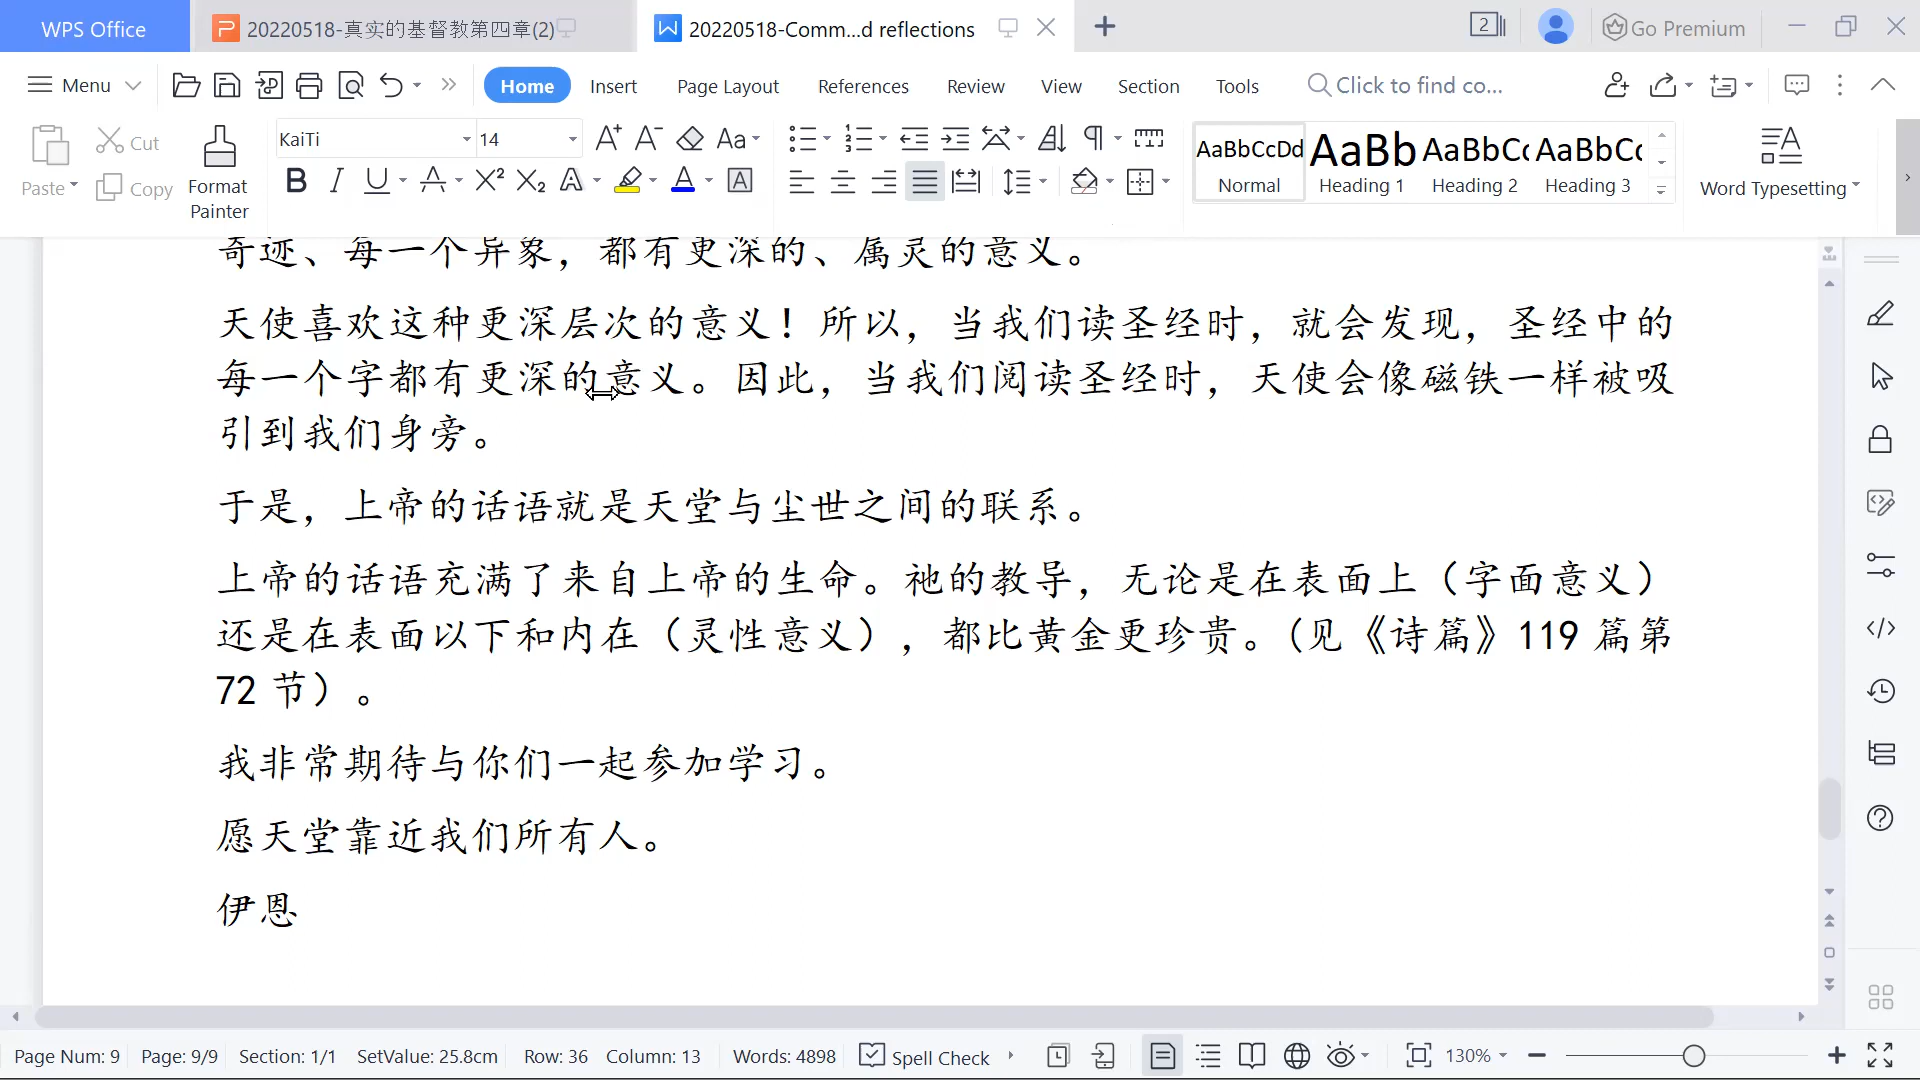 WPS Office
20220518-真实的基督教第四章(2)
20220518-Comm...d reflections
2
Go Premium
Menu
Home
Insert
Page Layout
References
Review
View
Section
Tools
Click to find co...
Paste
Cut
Copy
Format
Painter
KaiTi
14
AaBbCcDd
Normal
AaBb
Heading 1
AaBbC
Heading 2
AaBbC
Heading 3
Word Typesetting
奇迹、每一个异象，都有更深的、属灵的意义。
天使喜欢这种更深层次的意义！所以，当我们读圣经时，就会发现，圣经中的
每一个字都有更深的意义。因此，当我们阅读圣经时，天使会像磁铁一样被吸
引到我们身旁。
于是，上帝的话语就是天堂与尘世之间的联系。
上帝的话语充满了来自上帝的生命。祂的教导，无论是在表面上（字面意义）
还是在表面以下和内在（灵性意义），都比黄金更珍贵。（见《诗篇》119 篇第
72 节）。
我非常期待与你们一起参加学习。
愿天堂靠近我们所有人。
伊恩
Page Num: 9
Page: 9/9
Section: 1/1
SetValue: 25.8cm
Row: 36
Column: 13
Words: 4898
Spell Check
130%